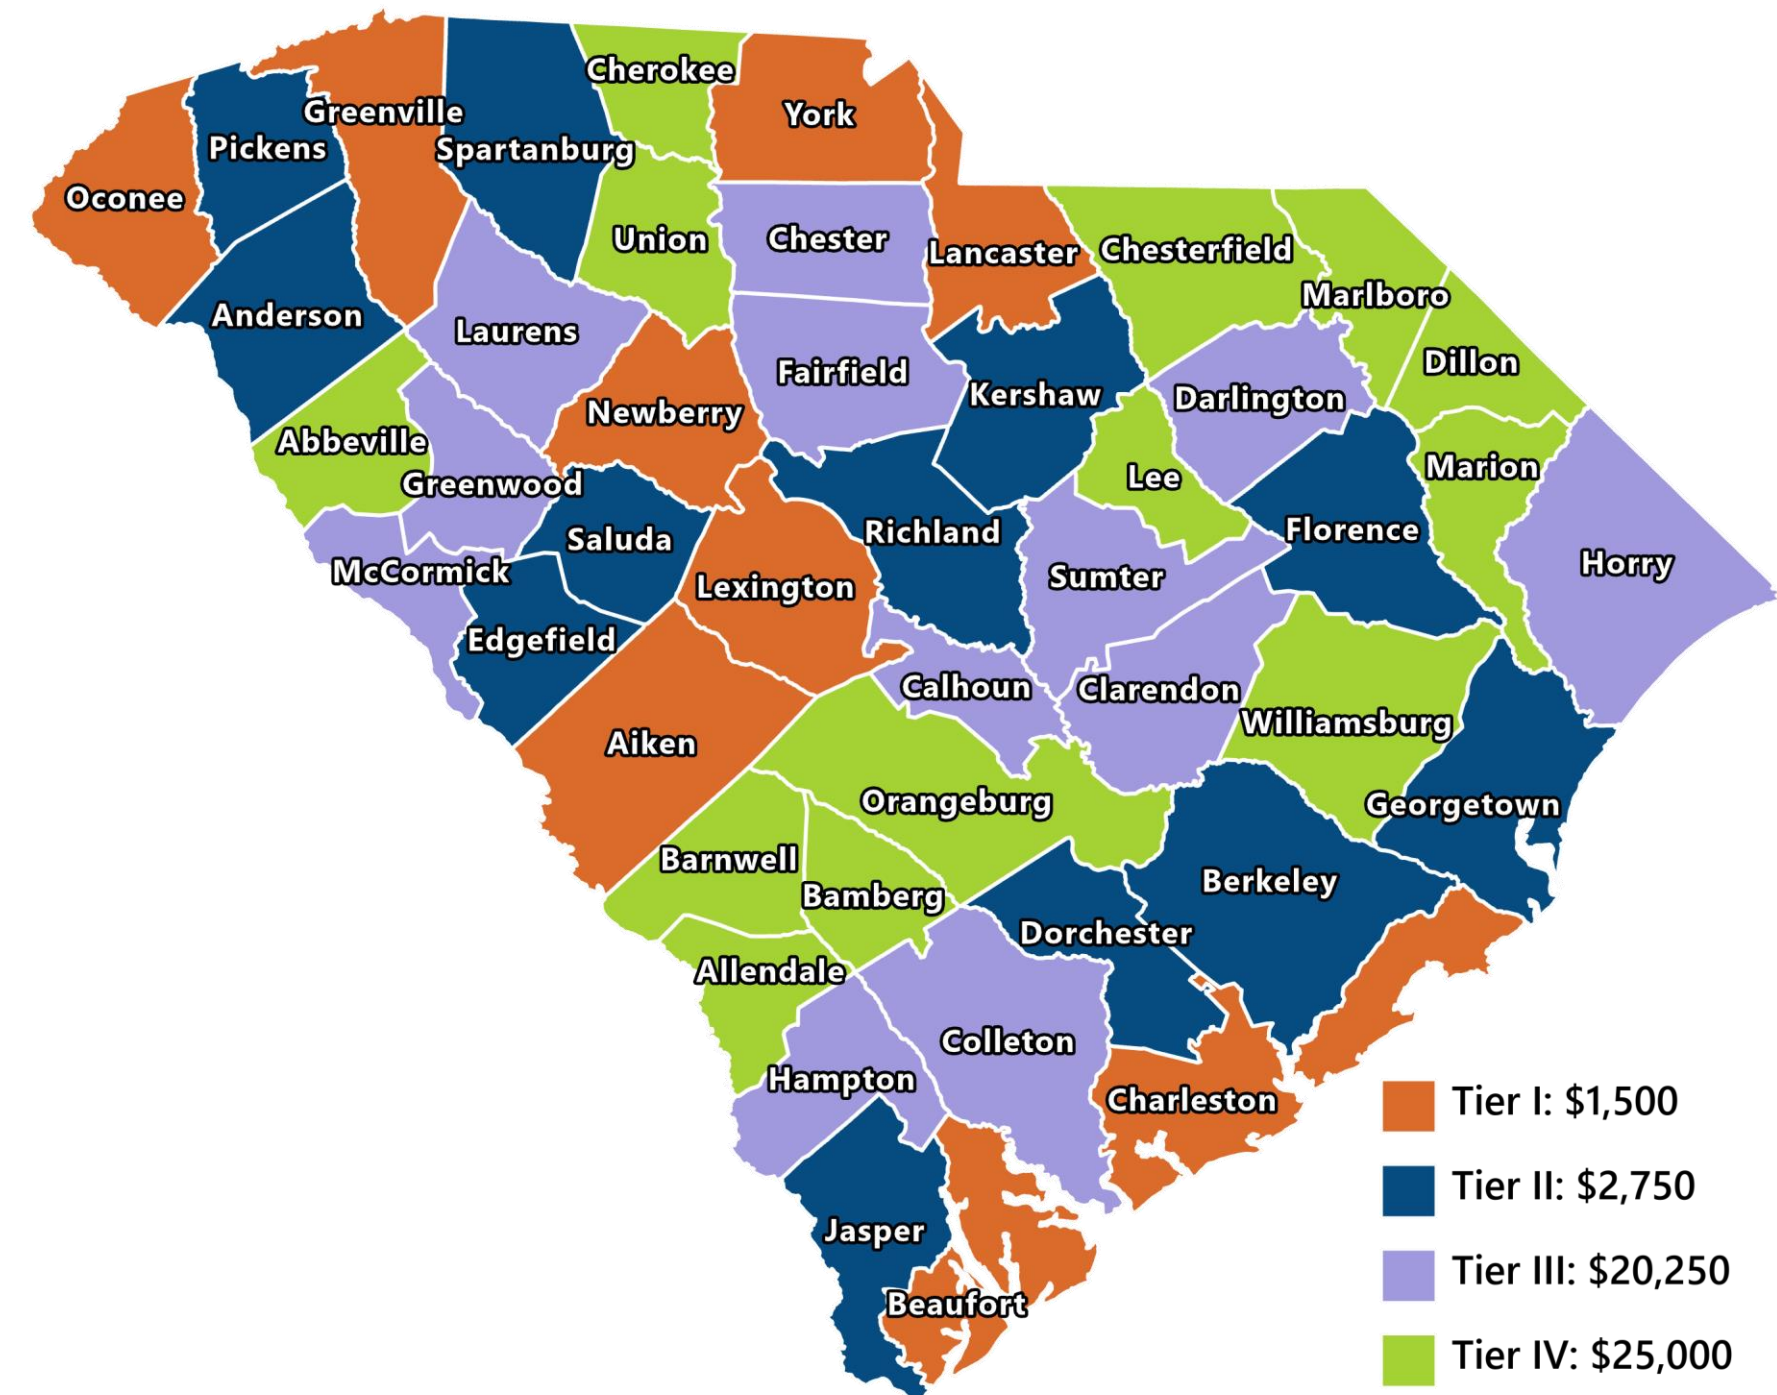 Cherokee
York
Greenville
Pickens
Spartanburg
Oconee
Union
Chester
Lancaster
Chesterfield
Marlboro
Anderson
Laurens
Fairfield
Dillon
Kershaw
Darlington
Newberry
Abbeville
Marion
Lee
Greenwood
Richland
Florence
Saluda
Horry
McCormick
Sumter
Lexington
Edgefield
Calhoun
Clarendon
Williamsburg
Aiken
Orangeburg
Georgetown
Barnwell
Berkeley
Bamberg
Dorchester
Allendale
Colleton
Hampton
Charleston
Jasper
Beaufort
Tier I: $1,500
Tier II: $2,750
Tier III: $20,250
Tier IV: $25,000